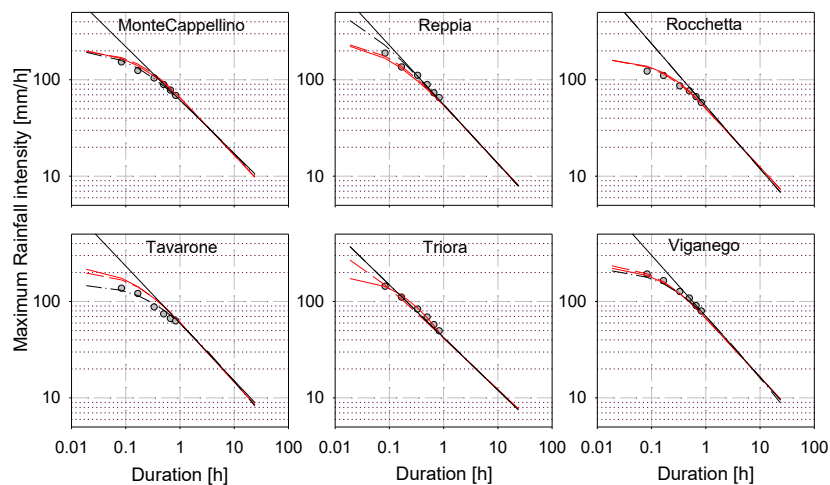 MonteCappellino
Reppia
Rocchetta
100
100
100
10
10
10
Maximum Rainfall intensity [mm/h]
Tavarone
Triora
Viganego
100
100
100
10
10
10
0.01 0.1 1 10 100
0.01 0.1 1 10 100
0.01 0.1 1 10 100
Duration [h]
Duration [h]
Duration [h]